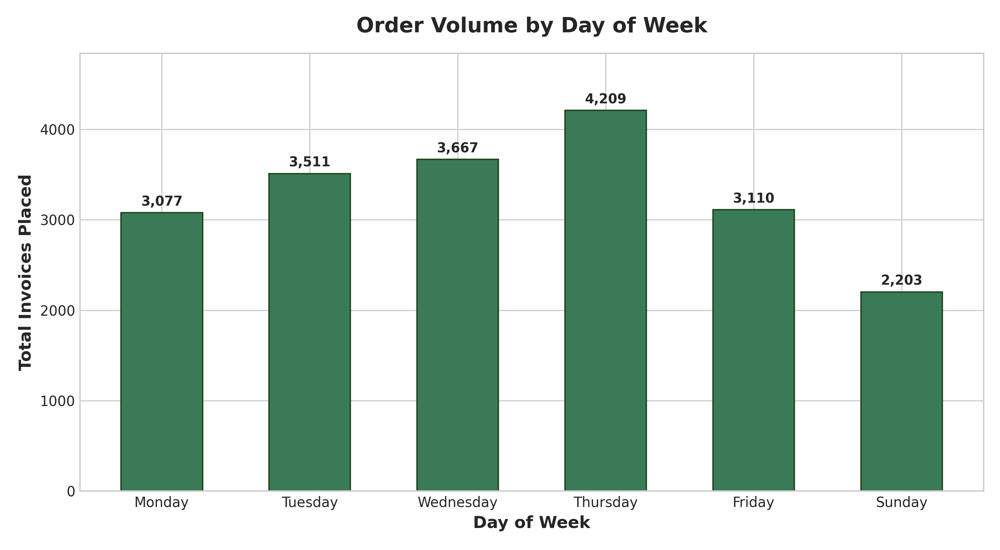 Order Volume by Day of Week
Total Invoices Placed
4000
3000
2000
1000
0
3,077
3,511
3,667
4,209
3,110
2,203
Monday
Tuesday
Wednesday
Thursday
Friday
Sunday
Day of Week